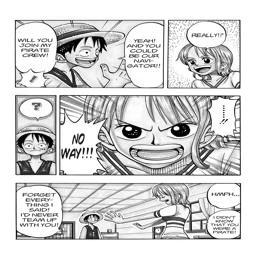 WILL YOU
JOIN MY
PIRATE
CREW!
YEAH!
AND YOU
COULD
BE OUR
NAVI-
GATOR!!
REALLY!?
?
NO
WAY!!!
...
...!!
FORGET
EVERY-
THING I
SAID!
I'D NEVER
TEAM UP
WITH YOU!
HMPH...
I DIDN'T
KNOW THAT
YOU WERE
A PIRATE!